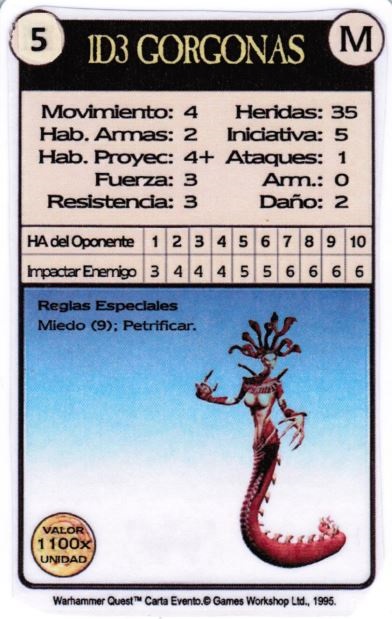 5
1D3 GORGONAS
M
Movimiento: 4 Heridas: 35
Hab. Armas: 2 Iniciativa: 5
Hab. Proyec: 4+ Ataques: 1
Fuerza: 3 Arm.: 0
Resistencia: 3 Daño: 2
HA del Oponente 1 2 3 4 5 6 7 8 9 10
Impactar Enemigo 3 4 4 4 5 5 6 6 6 6
Reglas Especiales
Miedo (9); Petrificar.
VALOR
1100x
UNIDAD
Warhammer Quest™ Carta Evento.© Games Workshop Ltd., 1995.